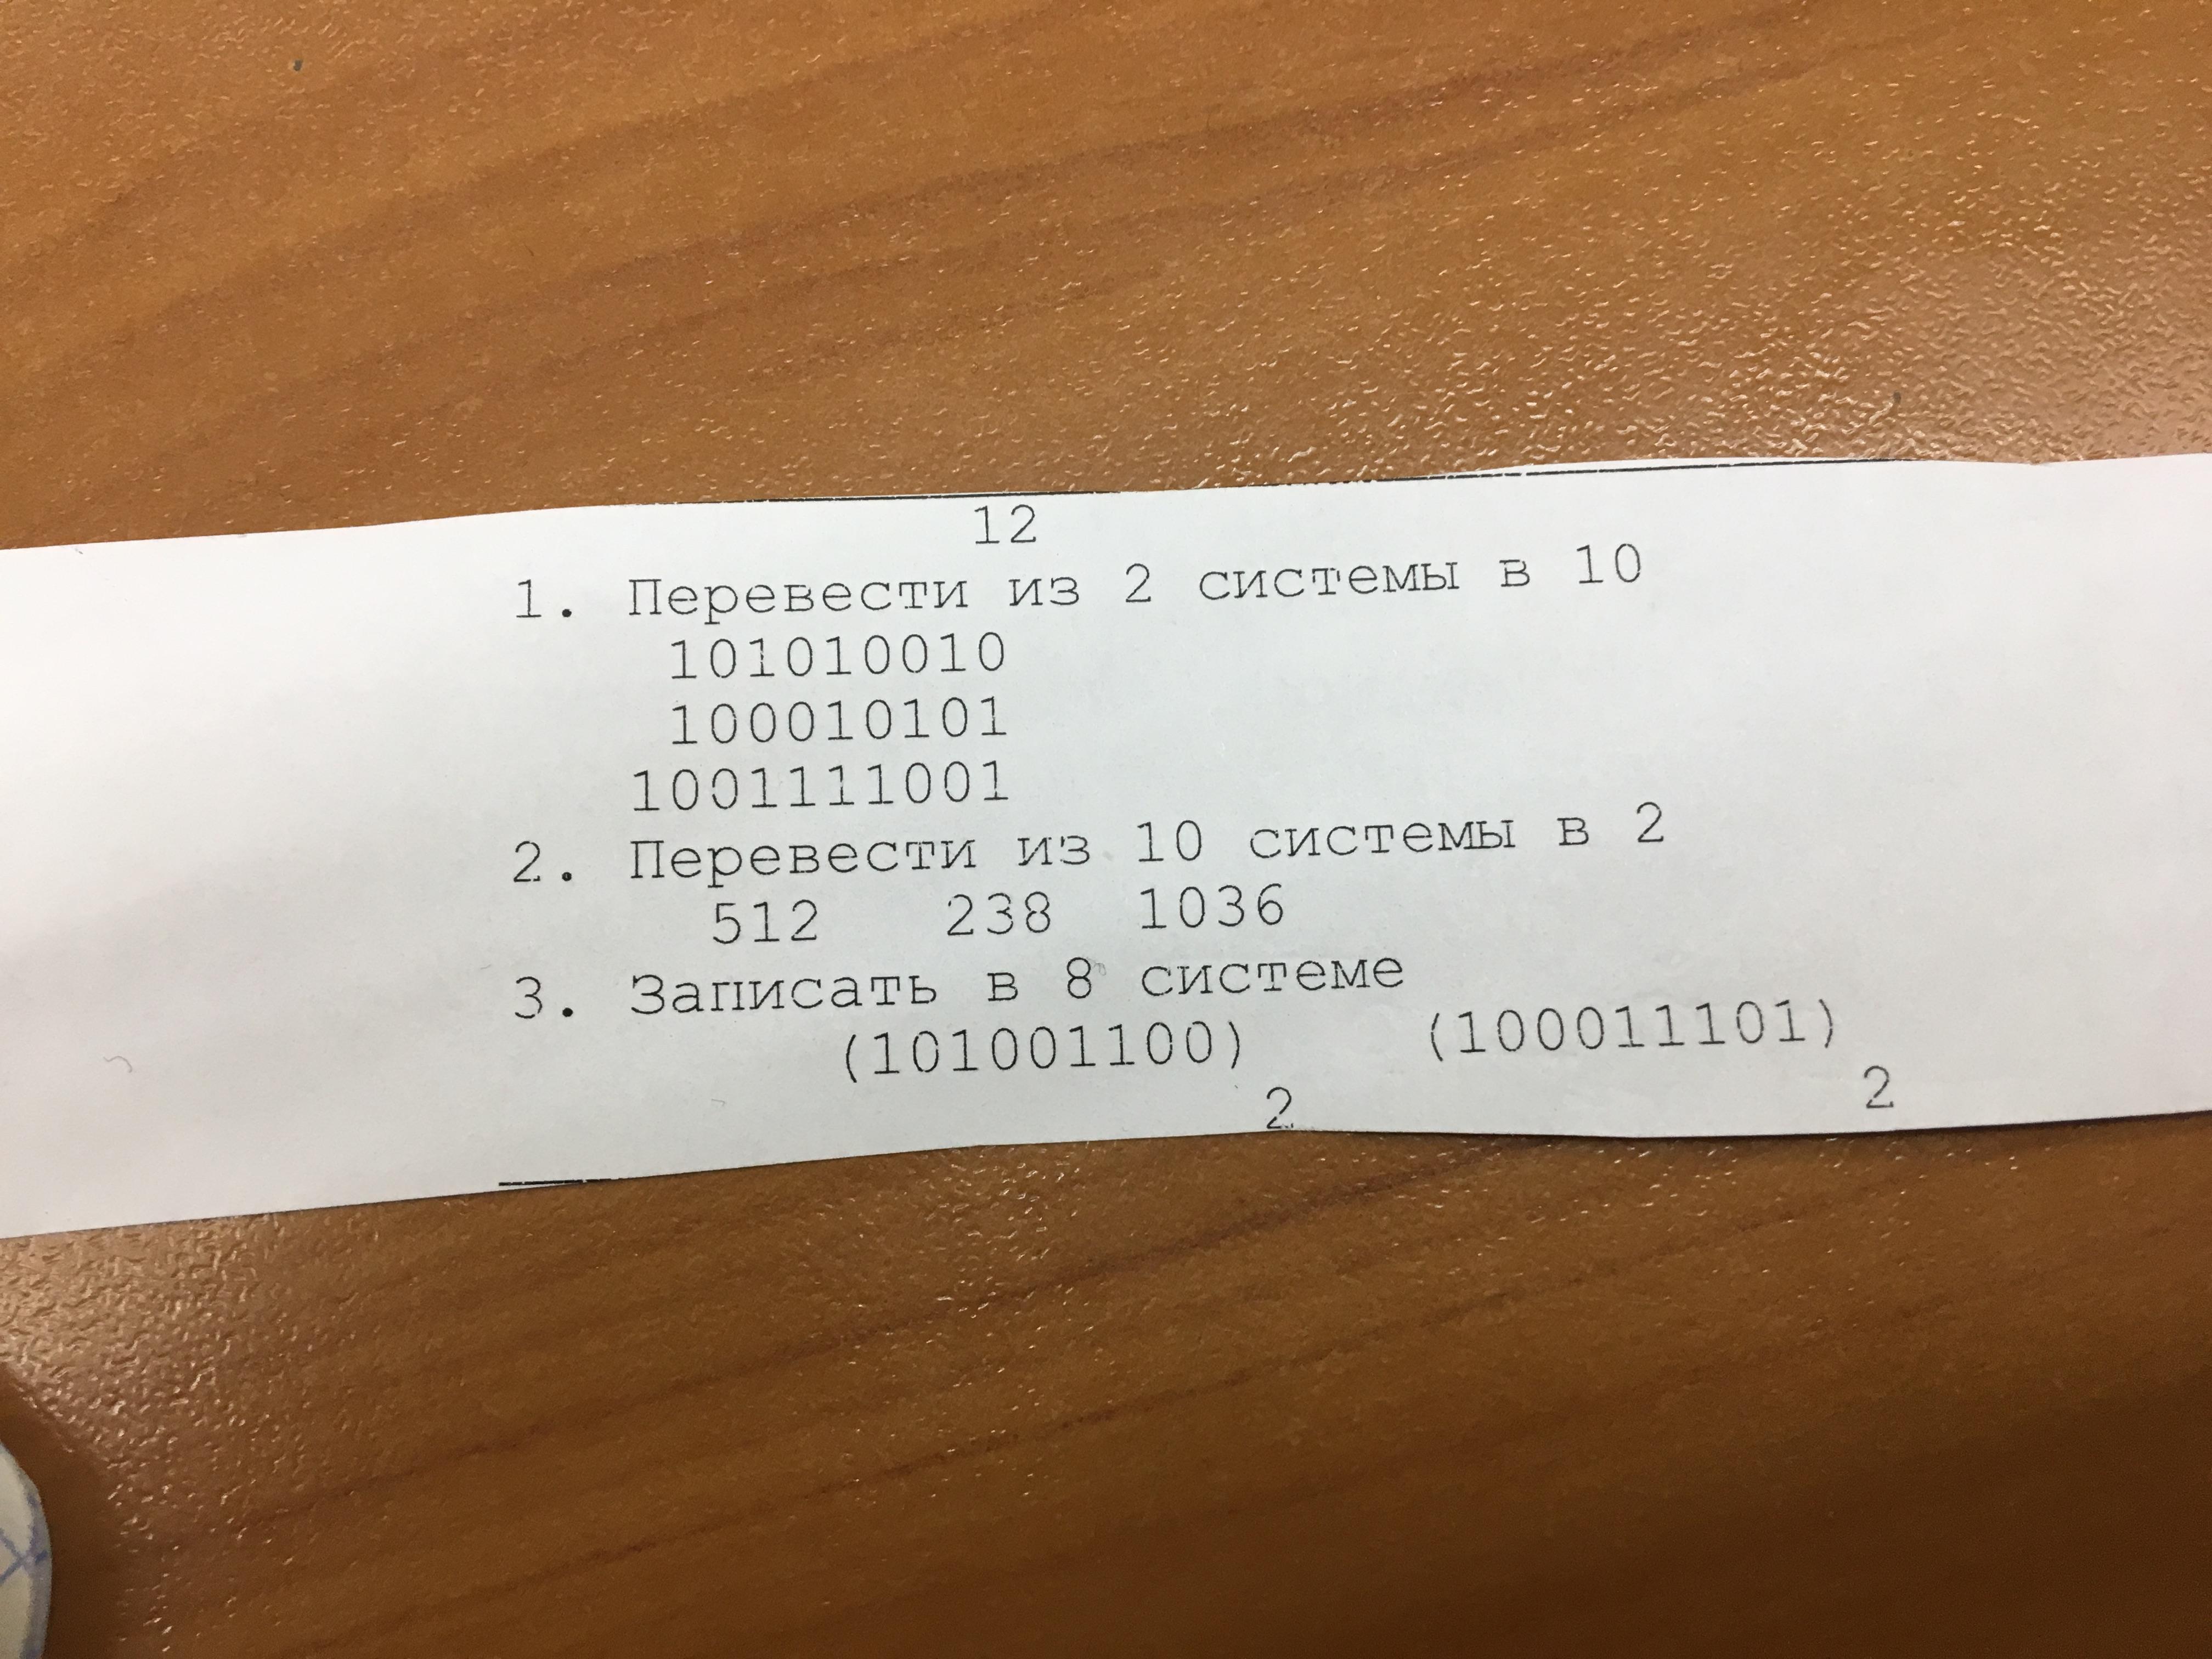 12
1. Перевести из 2 системы в 10
101010010
100010101
1001111001
2. Перевести из 10 системы в 2
512 238 1036
3. Записать в 8 системе
(101001100) (100011101)
2 2